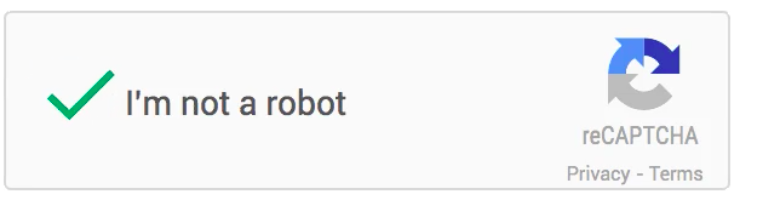 I'm not a robot
reCAPTCHA
Privacy - Terms